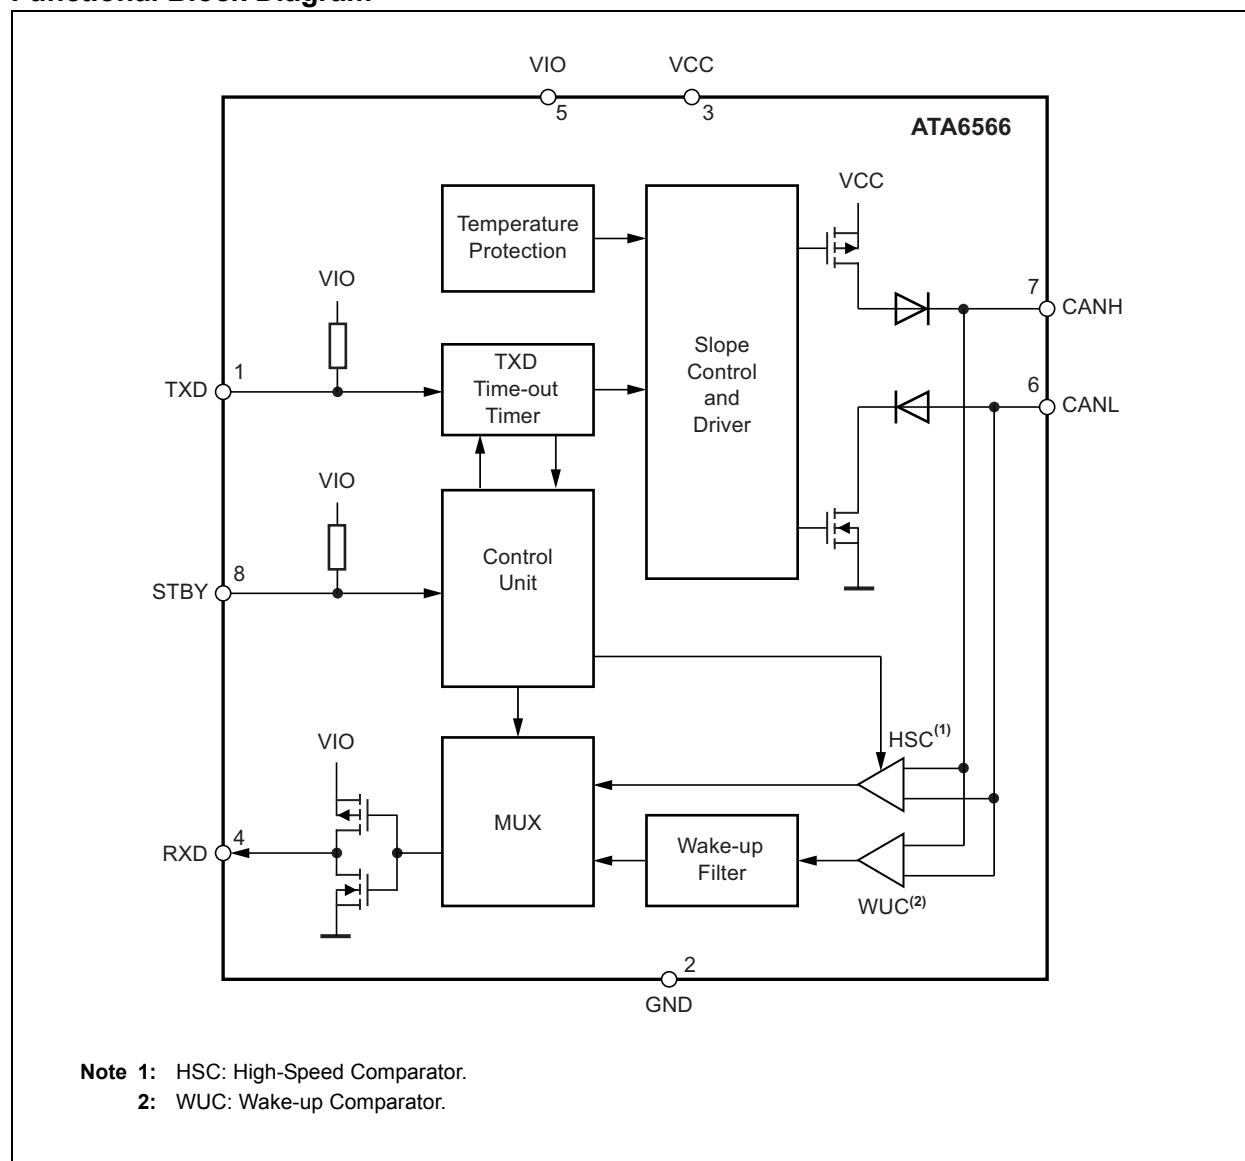 Functional Block Diagram
VIO
VCC
5
3
ATA6566
VCC
Temperature
Protection
VIO
7
CANH
TXD
1
TXD
Time-out
Timer
Slope
Control
and
Driver
6
CANL
VIO
STBY
8
Control
Unit
HSC(1)
VIO
MUX
RXD
4
Wake-up
Filter
WUC(2)
2
GND
Note 1: HSC: High-Speed Comparator.
2: WUC: Wake-up Comparator.